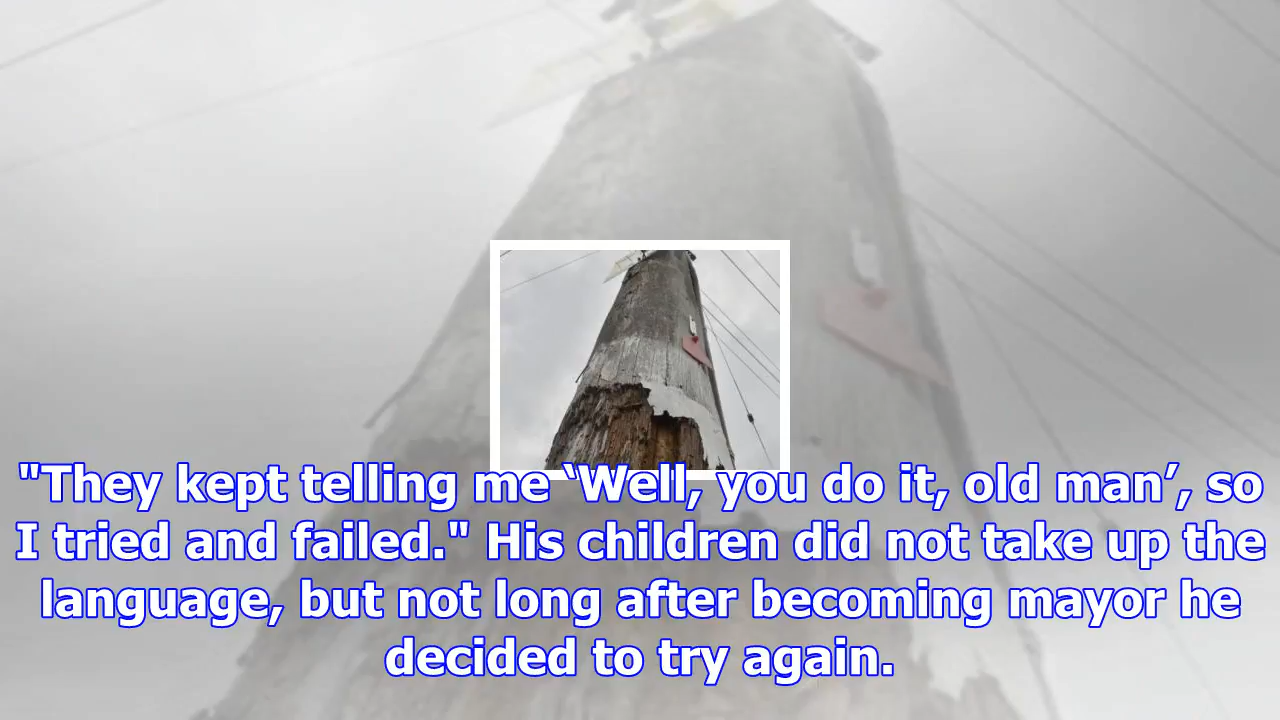 "They kept telling me ‘Well, you do it, old man’, so
I tried and failed." His children did not take up the
language, but not long after becoming mayor he
decided to try again.